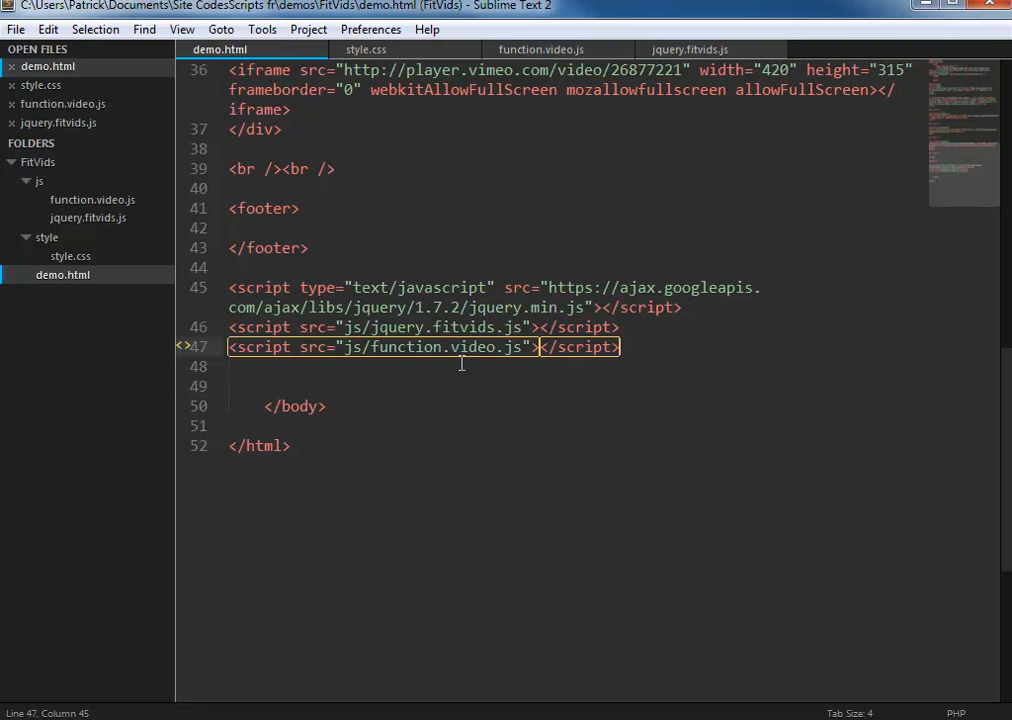 C:\Users\Patrick\Documents\Site CodesScripts fr\demos\FitVids\demo.html (FitVids) - Sublime Text 2
File Edit Selection Find View Goto Tools Project Preferences Help
OPEN FILES
× demo.html
× style.css
× function.video.js
× jquery.fitvids.js
FOLDERS
FitVids
js
function.video.js
jquery.fitvids.js
style
style.css
demo.html
demo.html style.css function.video.js jquery.fitvids.js
36 <iframe src="http://player.vimeo.com/video/26877221" width="420" height="315"
frameborder="0" webkitAllowFullScreen mozallowfullscreen allowFullScreen></
iframe>
37 </div>
38
39 <br /><br />
40
41 <footer>
42
43 </footer>
44
45 <script type="text/javascript" src="https://ajax.googleapis.
com/ajax/libs/jquery/1.7.2/jquery.min.js"></script>
46 <script src="js/jquery.fitvids.js"></script>
<>47 <script src="js/function.video.js"></script>
48
49
50 </body>
51
52 </html>
Line 47, Column 45 Tab Size: 4 PHP